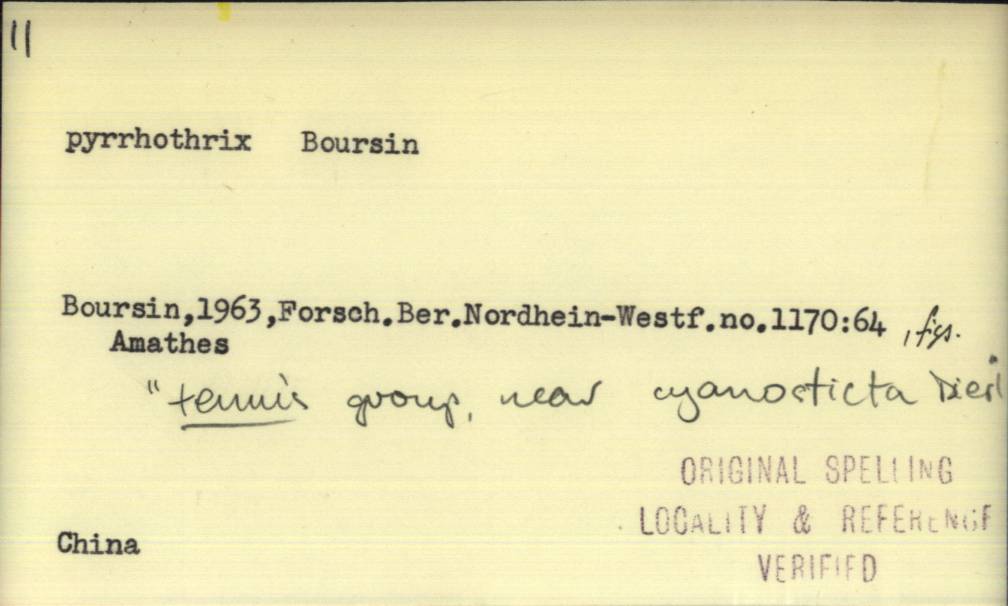 11
pyrrhothrix Boursin
Boursin,1963,Forsch.Ber.Nordhein-Westf.no.1170:64 , figs.
Amathes
"tenuis group, near cyanosticta
ORIGINAL SPELLING
LOCALITY & REFERENCE
China
VERIFIED